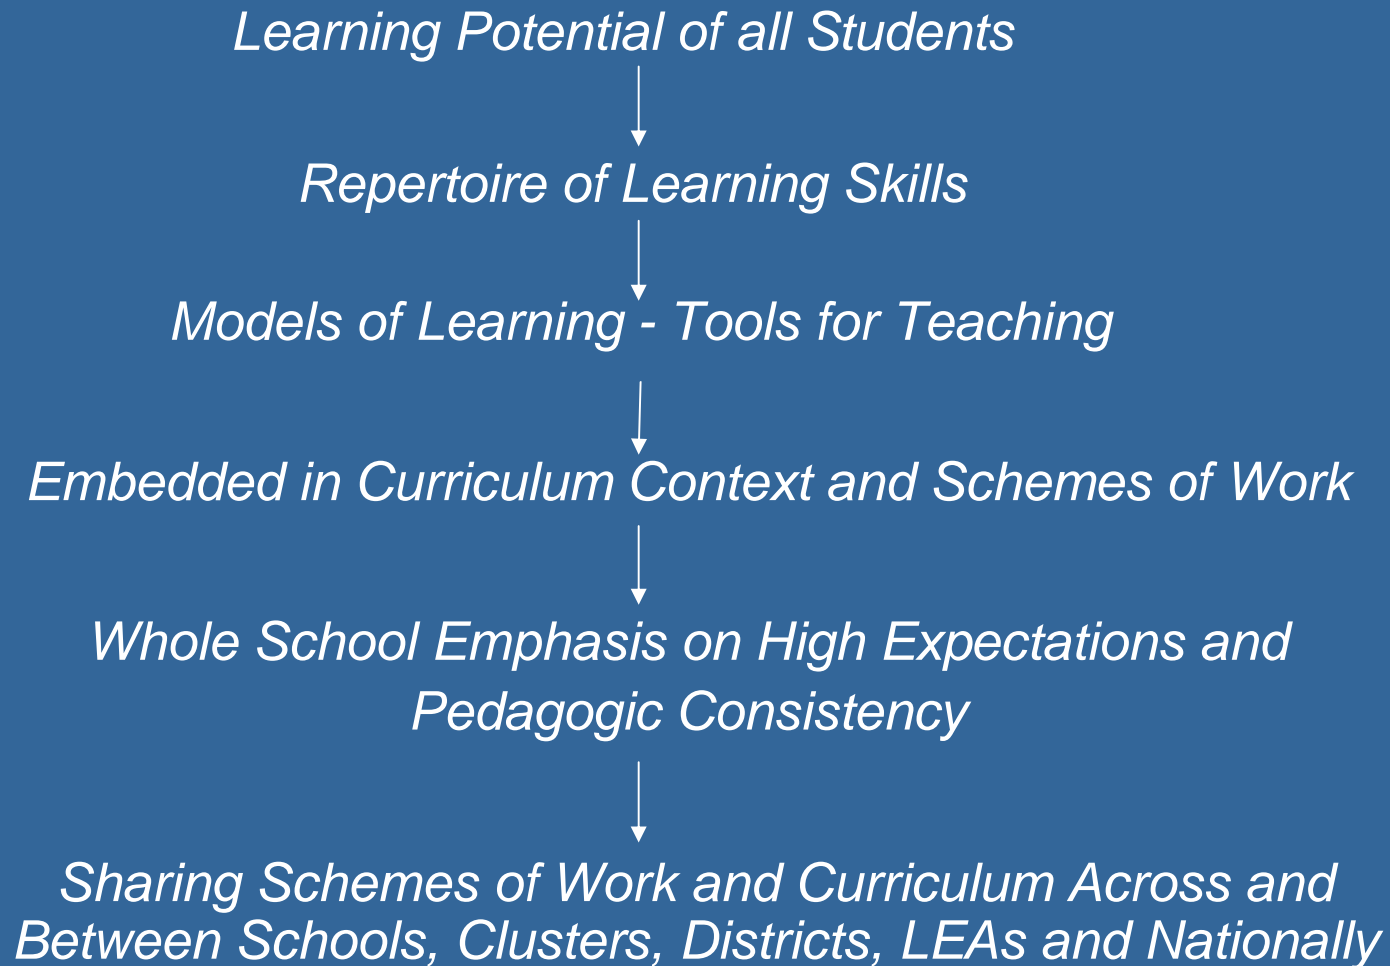 Learning Potential of all Students
Repertoire of Learning Skills
Models of Learning - Tools for Teaching
Embedded in Curriculum Context and Schemes of Work
Whole School Emphasis on High Expectations and
Pedagogic Consistency
Sharing Schemes of Work and Curriculum Across and
Between Schools, Clusters, Districts, LEAs and Nationally